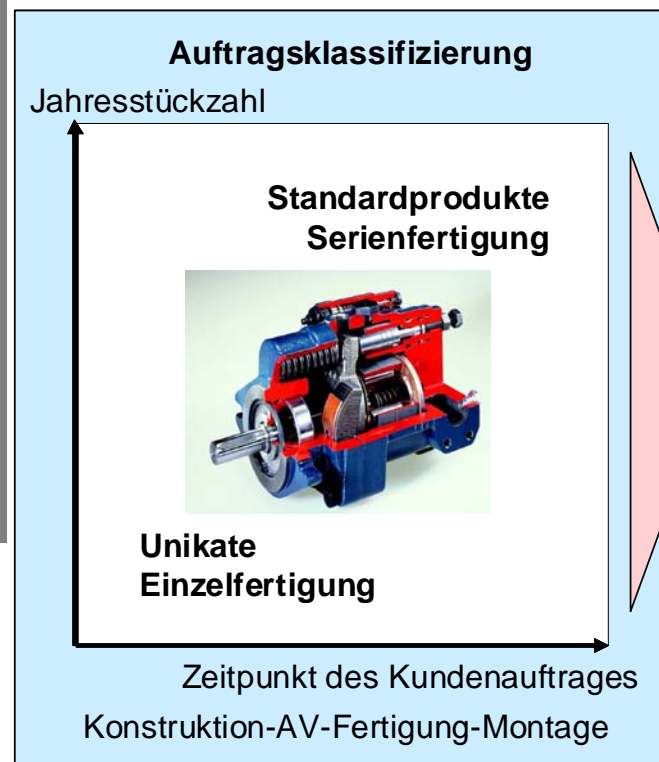 Auftragsklassifizierung
Jahresstückzahl
Standardprodukte
Serienfertigung
Unikate
Einzelfertigung
Zeitpunkt des Kundenauftrages
Konstruktion-AV-Fertigung-Montage